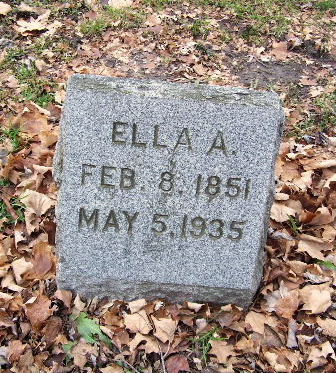 ELLA A.
FEB. 8. 1851
MAY 5, 1935